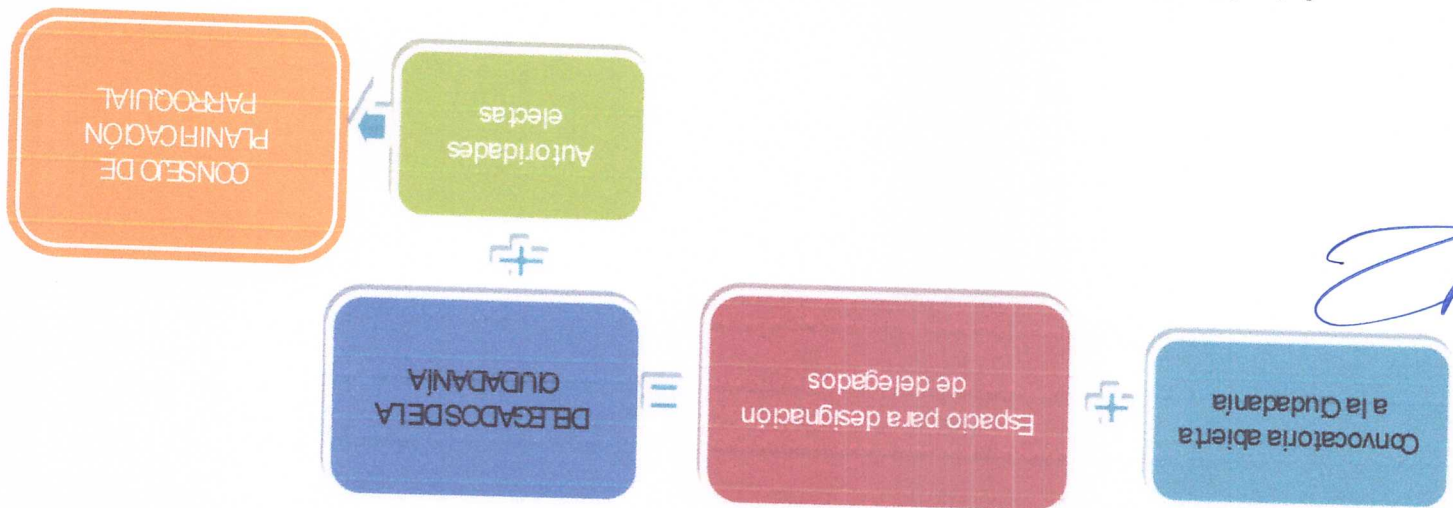 Convocatoria abierta
a la Ciudadanía
+
Espacio para designación
de delegados
=
DELEGADOS DE LA
CIUDADANÍA
+
Autoridades
electas
CONSEJO DE
PLANIFICACIÓN
PARROQUIAL